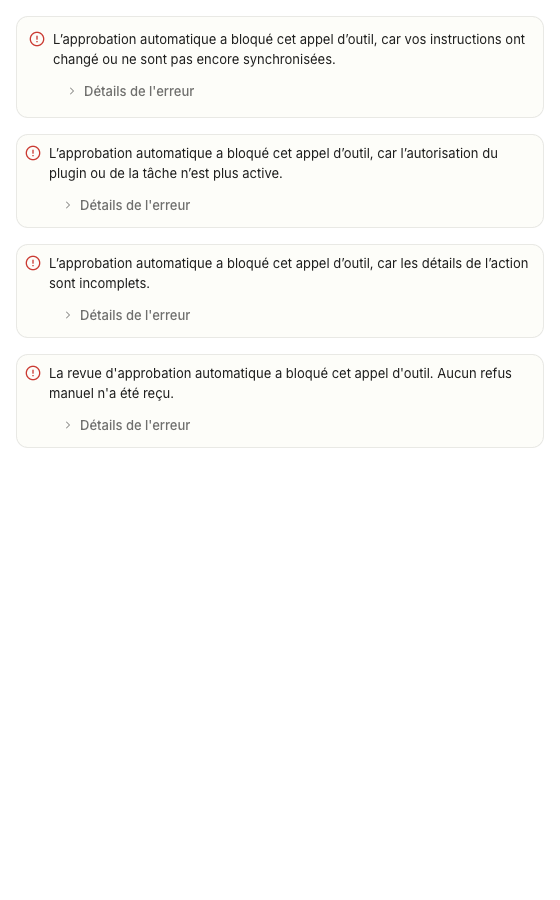 L’approbation automatique a bloqué cet appel d’outil, car vos instructions ont
changé ou ne sont pas encore synchronisées.
Détails de l'erreur
L’approbation automatique a bloqué cet appel d’outil, car l’autorisation du
plugin ou de la tâche n’est plus active.
Détails de l'erreur
L’approbation automatique a bloqué cet appel d’outil, car les détails de l’action
sont incomplets.
Détails de l'erreur
La revue d'approbation automatique a bloqué cet appel d'outil. Aucun refus
manuel n'a été reçu.
Détails de l'erreur